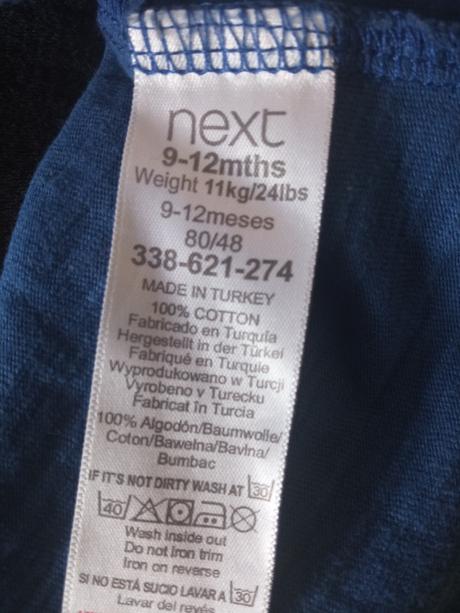 next
9-12mths
Weight 11kg/24lbs
9-12meses
80/48
338-621-274
MADE IN TURKEY
100% COTTON
Fabricado en Turquía
Hergestellt in der Türkei
Fabriqué en Turquie
Wyprodukowano w Turcji
Vyrobeno v Turecku
Fabricat în Turcia
100% Algodón/Baumwolle/
Coton/Bawełna/Bavlna/
Bumbac
IF IT'S NOT DIRTY WASH AT 30
40
Wash inside out
Do not Iron trim
Iron on reverse
SI NO ESTÁ SUCIO LAVAR A 30
Lavar del revés